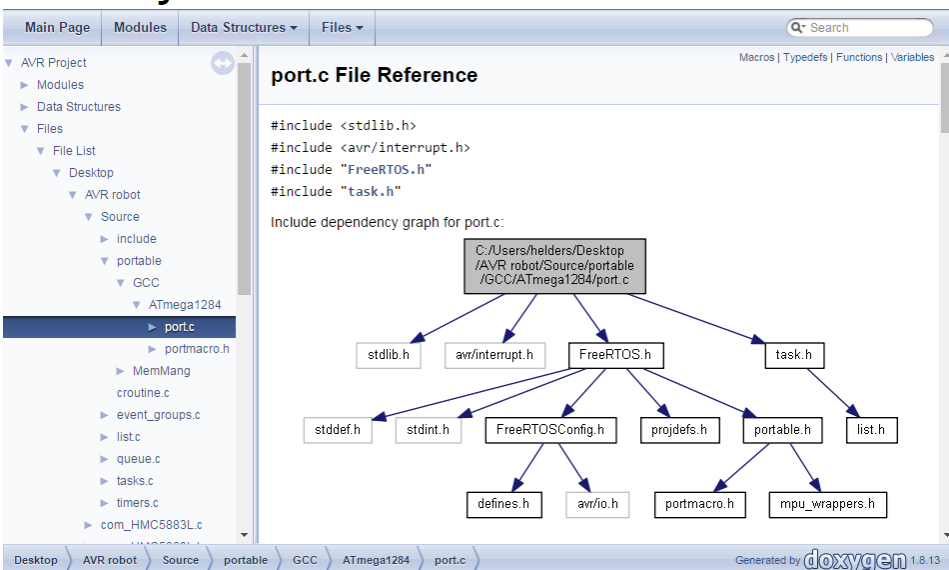 Main Page Modules Data Structures Files Search
AVR Project
Modules
Data Structures
Files
File List
Desktop
AVR robot
Source
include
portable
GCC
ATmega1284
port.c
portmacro.h
MemMang
croutine.c
event_groups.c
list.c
queue.c
tasks.c
timers.c
com_HMC5883L.c
Macros | Typedefs | Functions | Variables
port.c File Reference
#include <stdlib.h>
#include <avr/interrupt.h>
#include "FreeRTOS.h"
#include "task.h"
Include dependency graph for port.c:
C:/Users/helders/Desktop
/AVR robot/Source/portable
/GCC/ATmega1284/port.c
stdlib.h avr/interrupt.h FreeRTOS.h task.h
stddef.h stdint.h FreeRTOSConfig.h projdefs.h portable.h list.h
defines.h avr/io.h portmacro.h mpu_wrappers.h
Desktop AVR robot Source portable GCC ATmega1284 port.c Generated by doxygen 1.8.13